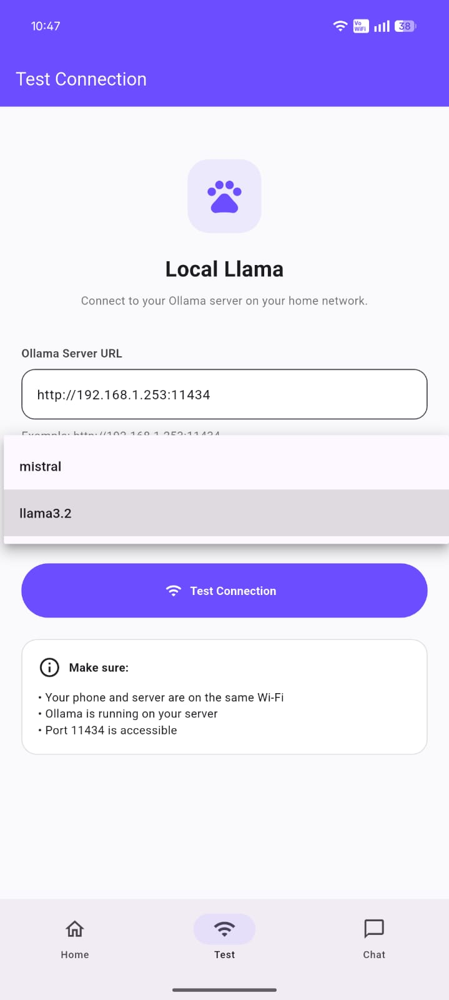 10:47
Vo
WiFi
38
Test Connection
Local Llama
Connect to your Ollama server on your home network.
Ollama Server URL
http://192.168.1.253:11434
Example: http://192.168.1.253:11434
mistral
llama3.2
Test Connection
Make sure:
• Your phone and server are on the same Wi-Fi
• Ollama is running on your server
• Port 11434 is accessible
Home
Test
Chat